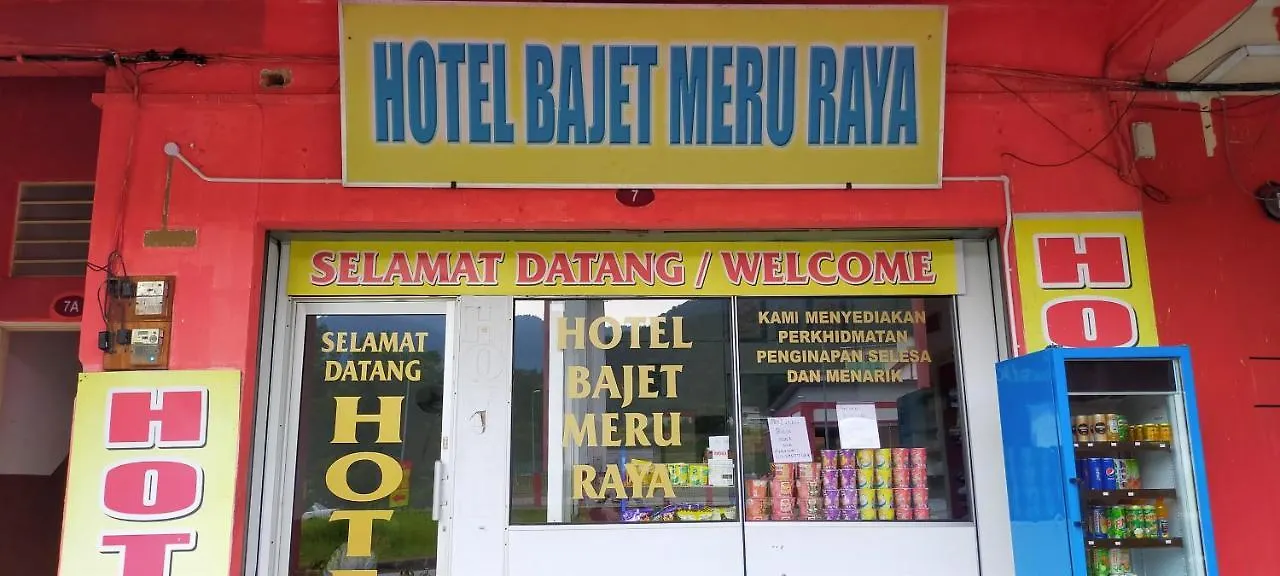 HOTEL BAJET MERU RAYA
7
SELAMAT DATANG / WELCOME
7A
SELAMAT
DATANG
HOT
HOTEL
BAJET
MERU
RAYA
KAMI MENYEDIAKAN
PERKHIDMATAN
PENGINAPAN SELESA
DAN MENARIK
HOT
HO